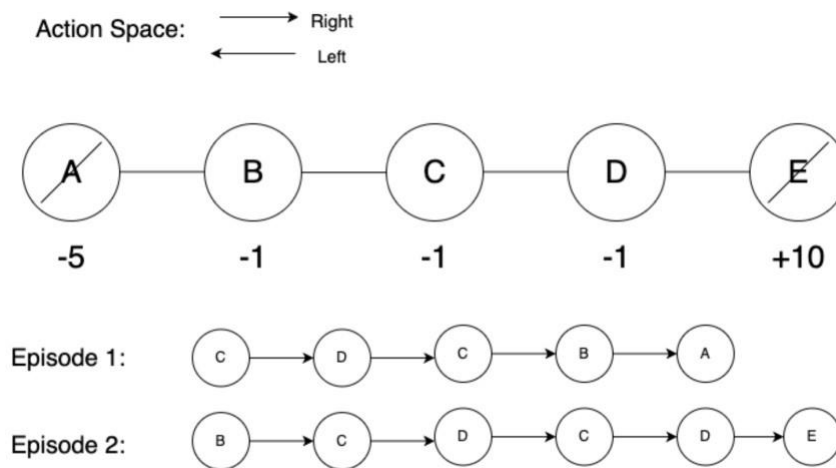 Action Space: Right
Left
A B C D E
-5 -1 -1 -1 +10
Episode 1: C D C B A
Episode 2: B C D C D E